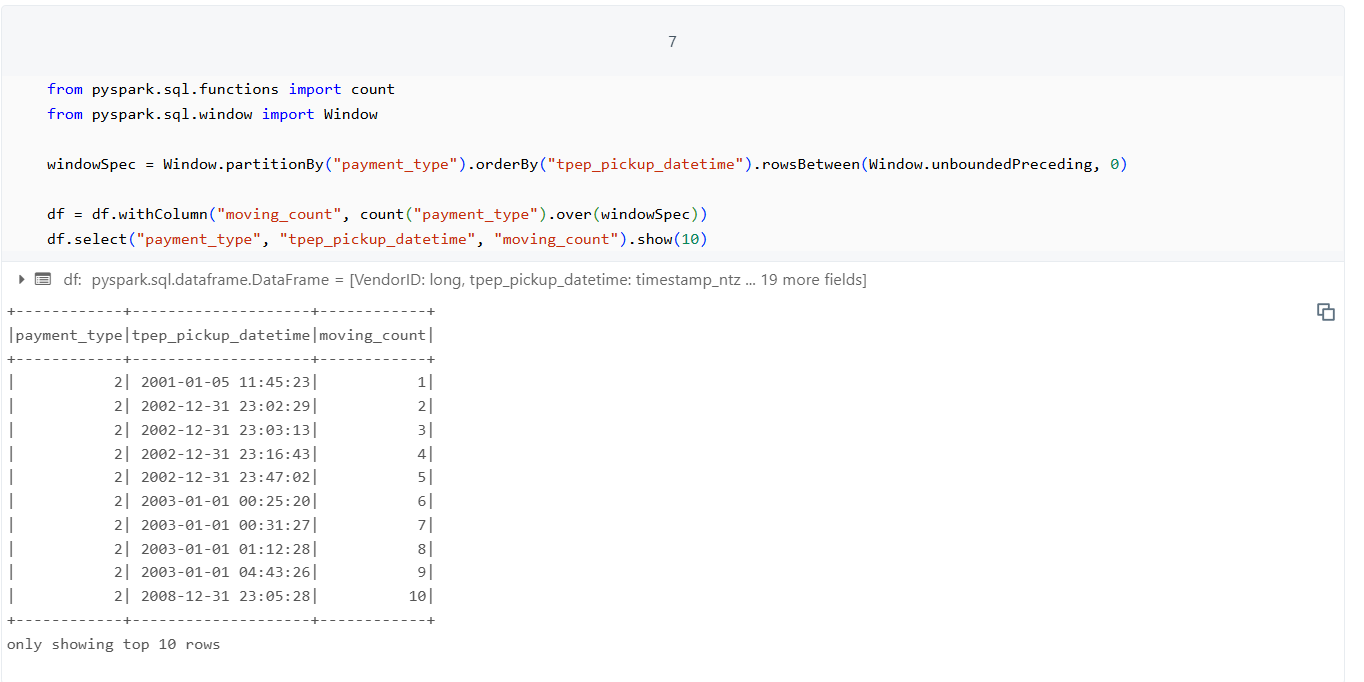 7
from pyspark.sql.functions import count
from pyspark.sql.window import Window
windowSpec = Window.partitionBy("payment_type").orderBy("tpep_pickup_datetime").rowsBetween(Window.unboundedPreceding, 0)
df = df.withColumn("moving_count", count("payment_type").over(windowSpec))
df.select("payment_type", "tpep_pickup_datetime", "moving_count").show(10)
df: pyspark.sql.dataframe.DataFrame = [VendorID: long, tpep_pickup_datetime: timestamp_ntz ... 19 more fields]
+------------+--------------------+------------+
|payment_type|tpep_pickup_datetime|moving_count|
+------------+--------------------+------------+
|           2| 2001-01-05 11:45:23|           1|
|           2| 2002-12-31 23:02:29|           2|
|           2| 2002-12-31 23:03:13|           3|
|           2| 2002-12-31 23:16:43|           4|
|           2| 2002-12-31 23:47:02|           5|
|           2| 2003-01-01 00:25:20|           6|
|           2| 2003-01-01 00:31:27|           7|
|           2| 2003-01-01 01:12:28|           8|
|           2| 2003-01-01 04:43:26|           9|
|           2| 2008-12-31 23:05:28|          10|
+------------+--------------------+------------+
only showing top 10 rows